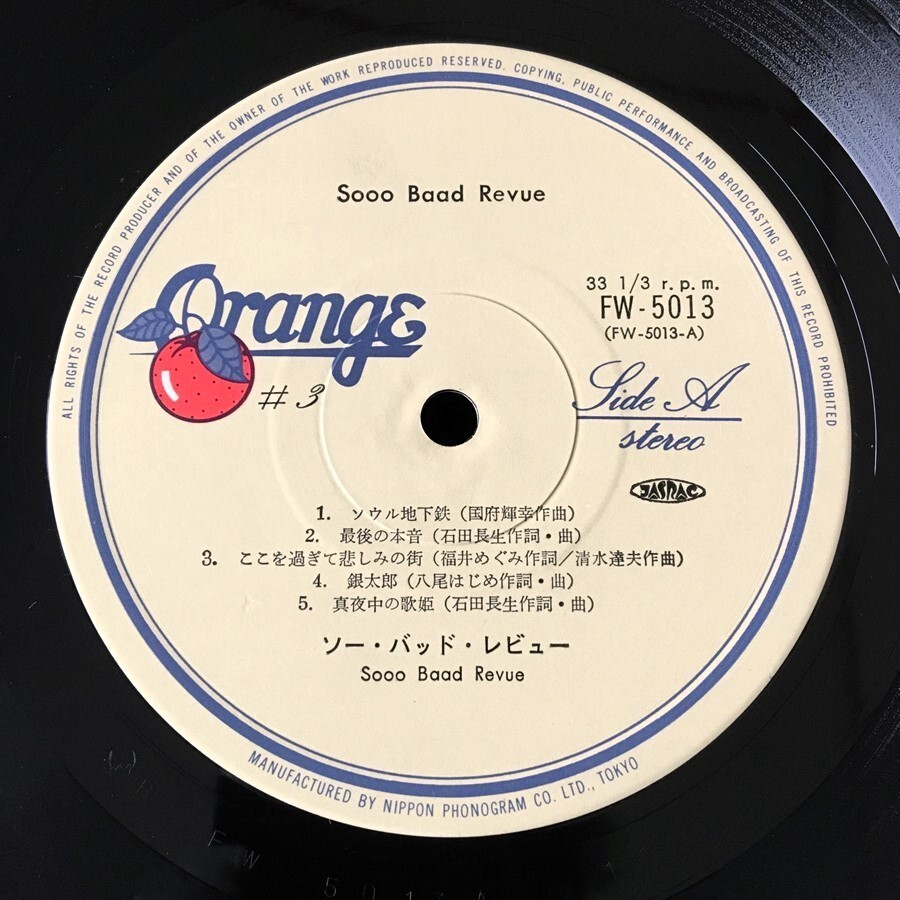 ALL RIGHTS OF THE RECORD PRODUCER AND OF THE OWNER OF THE WORK REPRODUCED RESERVED. COPYING, PUBLIC PERFORMANCE AND BROADCASTING OF THIS RECORD PROHIBITED
Sooo Baad Revue
Orange
#3
33 1/3 r.p.m.
FW-5013
(FW-5013-A)
Side A
stereo
JASRAC
1. ソウル地下鉄（国府輝幸作曲）
2. 最後の本音（石田長生作詞・曲）
3. ここを過ぎて悲しみの街（福井めぐみ作詞／清水達夫作曲）
4. 銀太郎（八尾はじめ作詞・曲）
5. 真夜中の歌姫（石田長生作詞・曲）
ソー・バッド・レビュー
Sooo Baad Revue
MANUFACTURED BY NIPPON PHONOGRAM CO. LTD., TOKYO